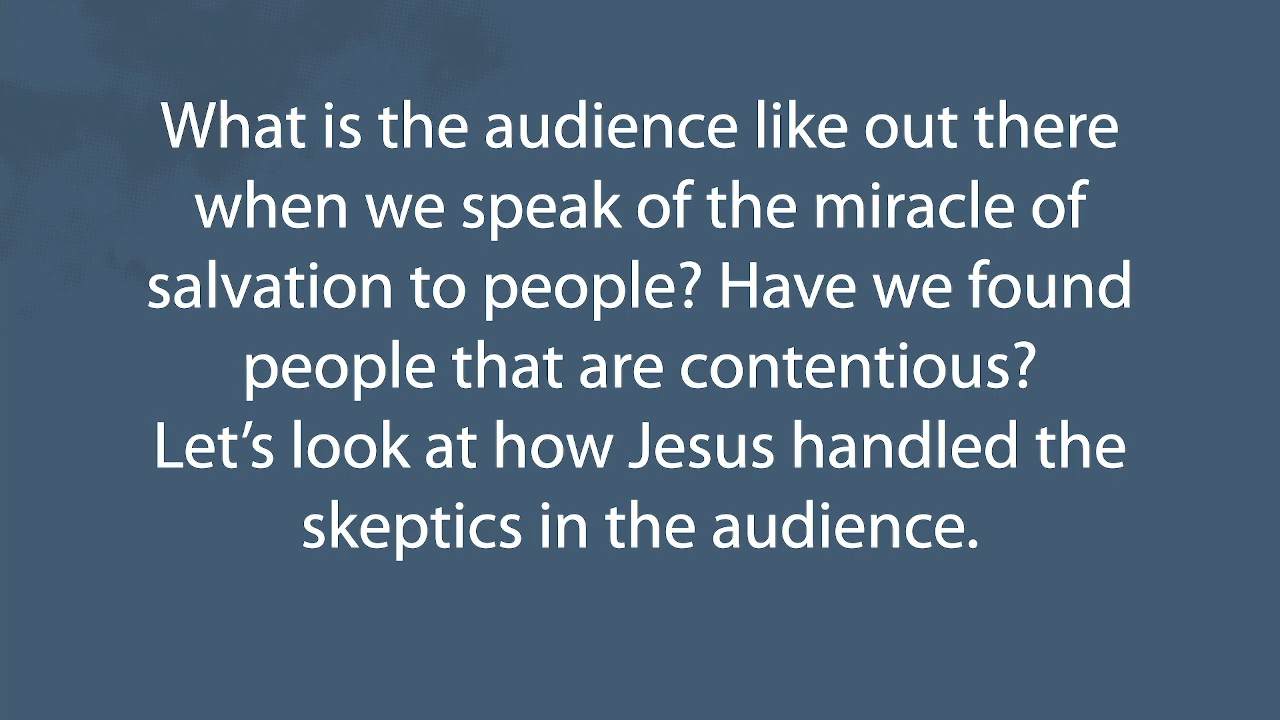 What is the audience like out there
when we speak of the miracle of
salvation to people? Have we found
people that are contentious?
Let’s look at how Jesus handled the
skeptics in the audience.